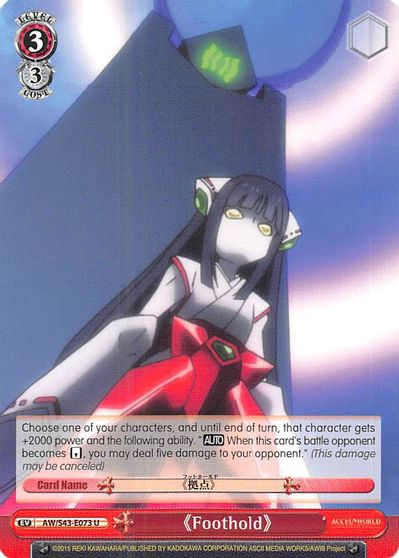 LEVEL
3
3
COST
Choose one of your characters, and until end of turn, that character gets
+2000 power and the following ability. "AUTO When this card's battle opponent
becomes , you may deal five damage to your opponent." (This damage
may be canceled)
フットホールド
Card Name 《拠点》
EV AW/S43-E073 U 《Foothold》 ACCEL WORLD
©2015 REKI KAWAHARA/PUBLISHED BY KADOKAWA CORPORATION ASCII MEDIA WORKS/AWIB Project